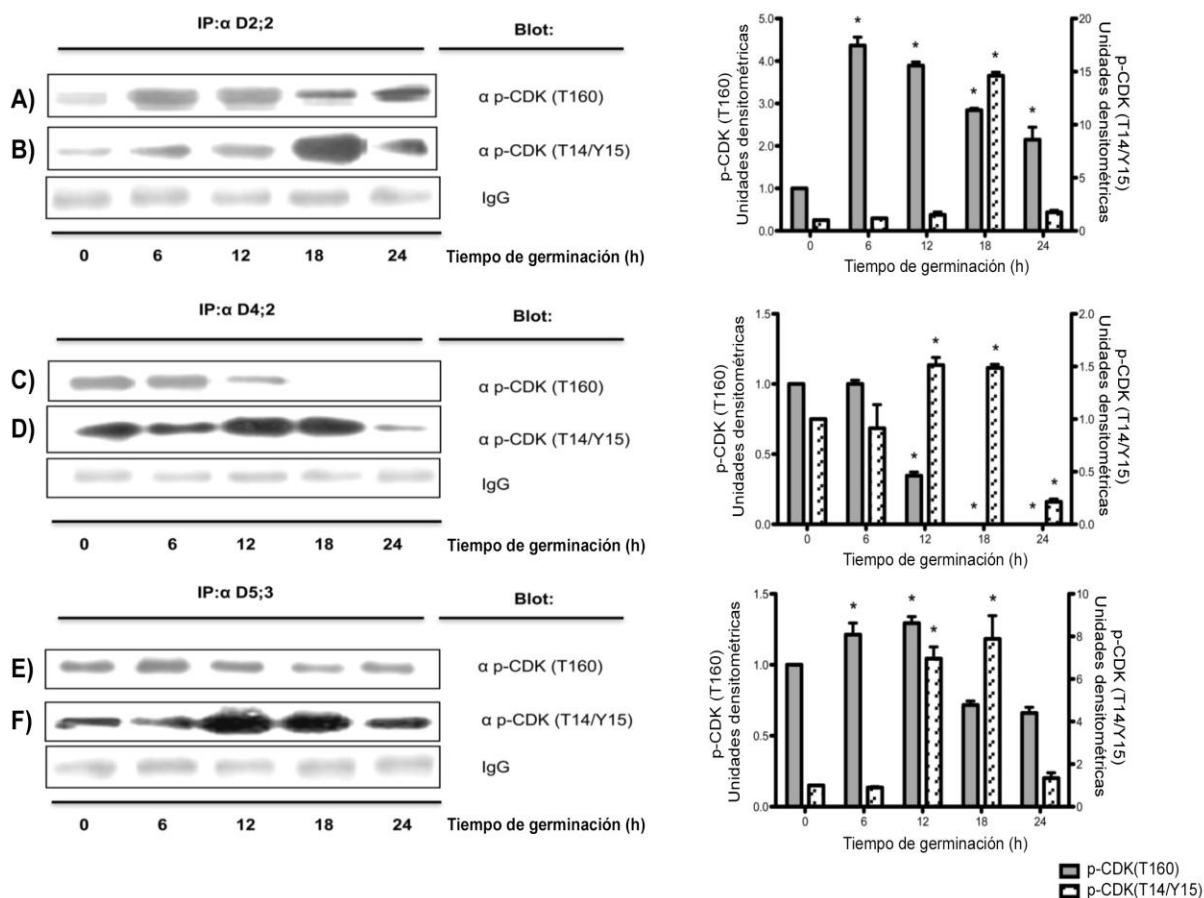 IP:α D2;2
Blot:
A)
α p-CDK (T160)
B)
α p-CDK (T14/Y15)
IgG
0 6 12 18 24 Tiempo de germinación (h)
p-CDK (T160)
Unidades densitométricas
5.0
4.0
3.0
2.0
1.0
0.0
* * * * *
20
15
10
5
0
p-CDK (T14/Y15)
Unidades densitométricas
0 6 12 18 24
Tiempo de germinación (h)
IP:α D4;2
Blot:
C)
α p-CDK (T160)
D)
α p-CDK (T14/Y15)
IgG
0 6 12 18 24 Tiempo de germinación (h)
p-CDK (T160)
Unidades densitométricas
1.5
1.0
0.5
0.0
* * * * * *
2.0
1.5
1.0
0.5
0.0
p-CDK (T14/Y15)
Unidades densitométricas
0 6 12 18 24
Tiempo de germinación (h)
IP:α D5;3
Blot:
E)
α p-CDK (T160)
F)
α p-CDK (T14/Y15)
IgG
0 6 12 18 24 Tiempo de germinación (h)
p-CDK (T160)
Unidades densitométricas
1.5
1.0
0.5
0.0
* * * *
10
8
6
4
2
0
p-CDK (T14/Y15)
Unidades densitométricas
0 6 12 18 24
Tiempo de germinación (h)
p-CDK(T160)
p-CDK(T14/Y15)